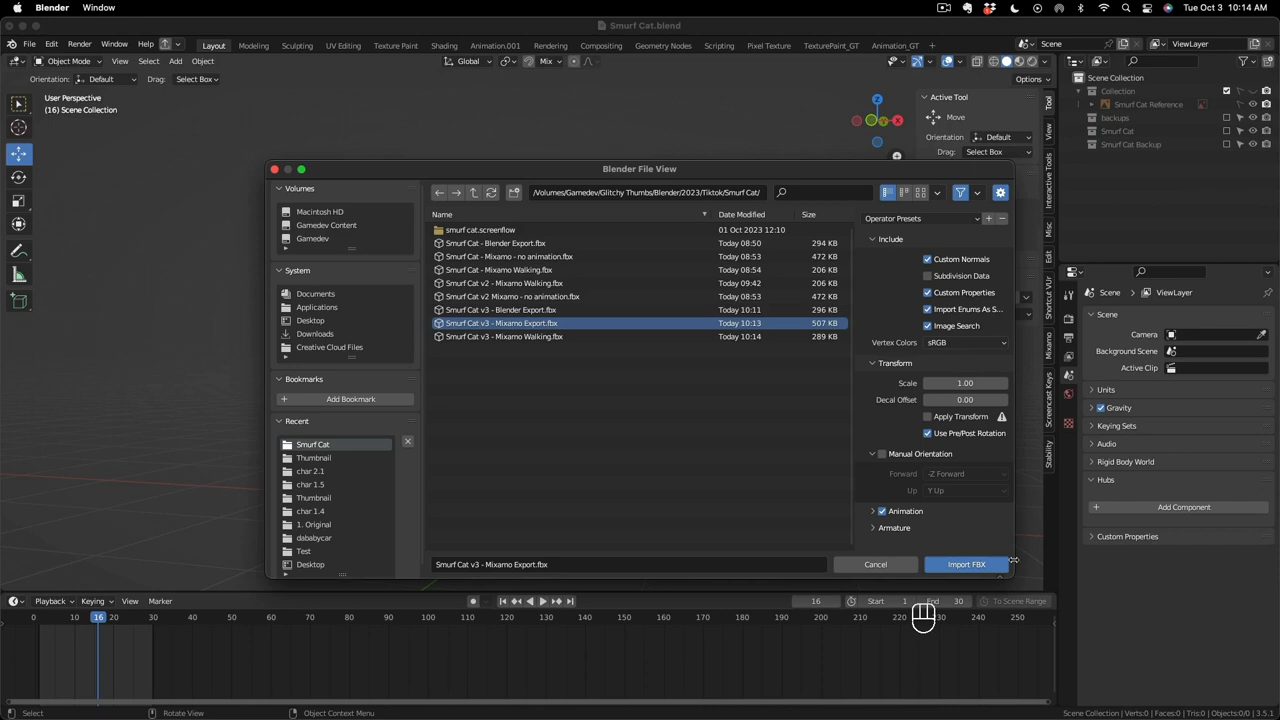 Blender Window Tue Oct 3 10:14 AM
Smurf Cat.blend
File Edit Render Window Help Layout Modeling Sculpting UV Editing Texture Paint Shading Animation.001 Rendering Compositing Geometry Nodes Scripting Pixel Texture TexturePaint_GT Animation_GT + Scene ViewLayer
Object Mode View Select Add Object Global Mix
Orientation: Default Drag: Select Box Options
User Perspective
(16) Scene Collection
Z
X
Y
Active Tool
Move
Orientation Default
Drag: Select Box
Tool
View
Interactive Tools
Misc
Edit
Shortcut VUr
Mixamo
Screencast Keys
Stability
Scene Collection
Collection
Smurf Cat Reference
backups
Smurf Cat
Smurf Cat Backup
Blender File View
Volumes
Macintosh HD
Gamedev Content
Gamedev
System
Documents
Applications
Desktop
Downloads
Creative Cloud Files
Bookmarks
+ Add Bookmark
Recent
Smurf Cat
Thumbnail
char 2.1
char 1.5
Thumbnail
char 1.4
1. Original
dababycar
Test
Desktop
/Volumes/Gamedev/Glitchy Thumbs/Blender/2023/Tiktok/Smurf Cat/
Name Date Modified Size
smurf cat.screenflow 01 Oct 2023 12:10
Smurf Cat - Blender Export.fbx Today 08:50 294 KB
Smurf Cat - Mixamo - no animation.fbx Today 08:53 472 KB
Smurf Cat - Mixamo Walking.fbx Today 08:54 206 KB
Smurf Cat v2 - Mixamo Walking.fbx Today 09:42 206 KB
Smurf Cat v2 Mixamo - no animation.fbx Today 08:53 472 KB
Smurf Cat v3 - Blender Export.fbx Today 10:11 296 KB
Smurf Cat v3 - Mixamo Export.fbx Today 10:13 507 KB
Smurf Cat v3 - Mixamo Walking.fbx Today 10:14 289 KB
Operator Presets
Include
Custom Normals
Subdivision Data
Custom Properties
Import Enums As S...
Image Search
Vertex Colors sRGB
Transform
Scale 1.00
Decal Offset 0.00
Apply Transform
Use Pre/Post Rotation
Manual Orientation
Forward -Z Forward
Up Y Up
Animation
Armature
Smurf Cat v3 - Mixamo Export.fbx Cancel Import FBX
Scene ViewLayer
Scene
Camera
Background Scene
Active Clip
Units
Gravity
Keying Sets
Audio
Rigid Body World
Hubs
+ Add Component
Custom Properties
Playback Keying View Marker 16 Start 1 End 30 To Scene Range
0 10 16 20 30 40 50 60 70 80 90 100 110 120 130 140 150 160 170 180 190 200 210 220 230 240 250
Select Rotate View Object Context Menu Scene Collection | Verts:0 | Faces:0 | Tris:0 | Objects:0/0 | 3.5.1